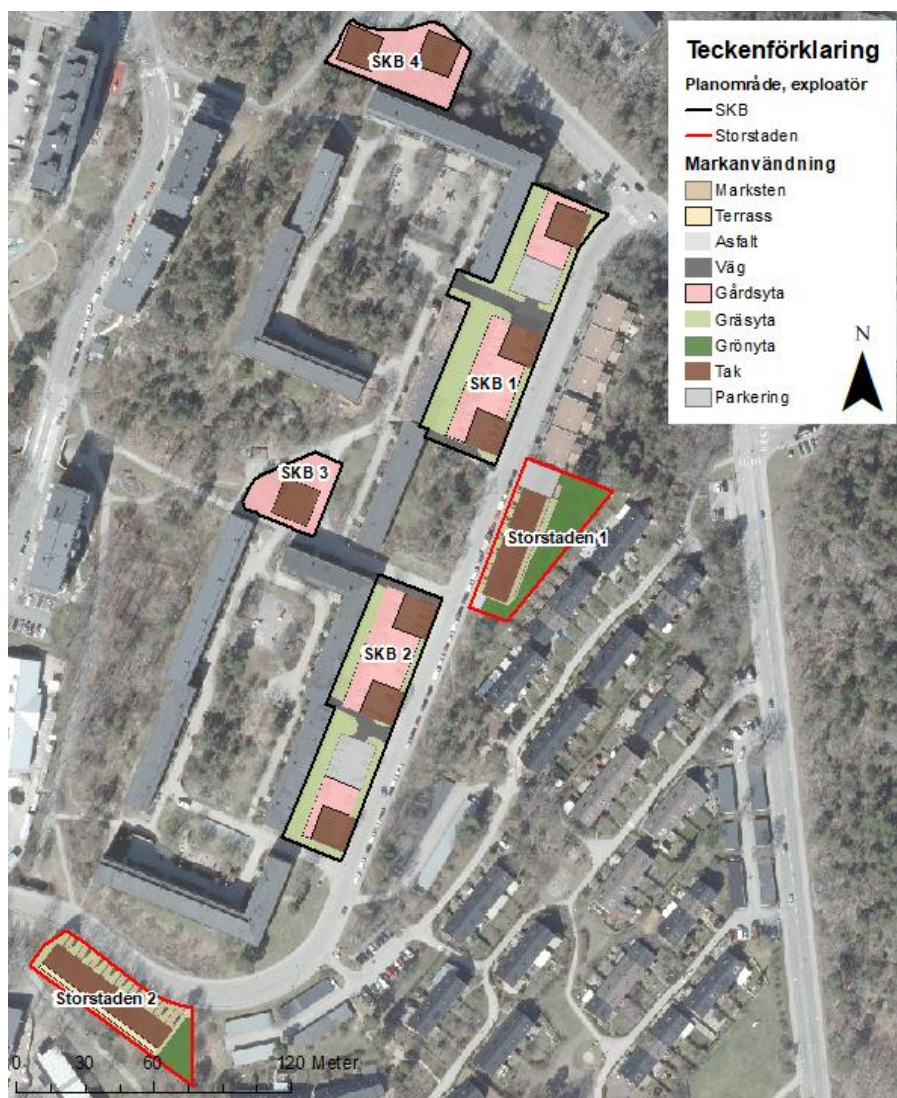 SKB 4
Teckenförklaring
Planområde, exploatör
SKB
Storstaden
Markanvändning
Marksten
Terrass
Asfalt
Väg
Gårdsyta
Gräsyta
Grönyta
Tak
Parkering
N
SKB 1
SKB 3
Storstaden 1
SKB 2
Storstaden 2
0 30 60 120 Meter